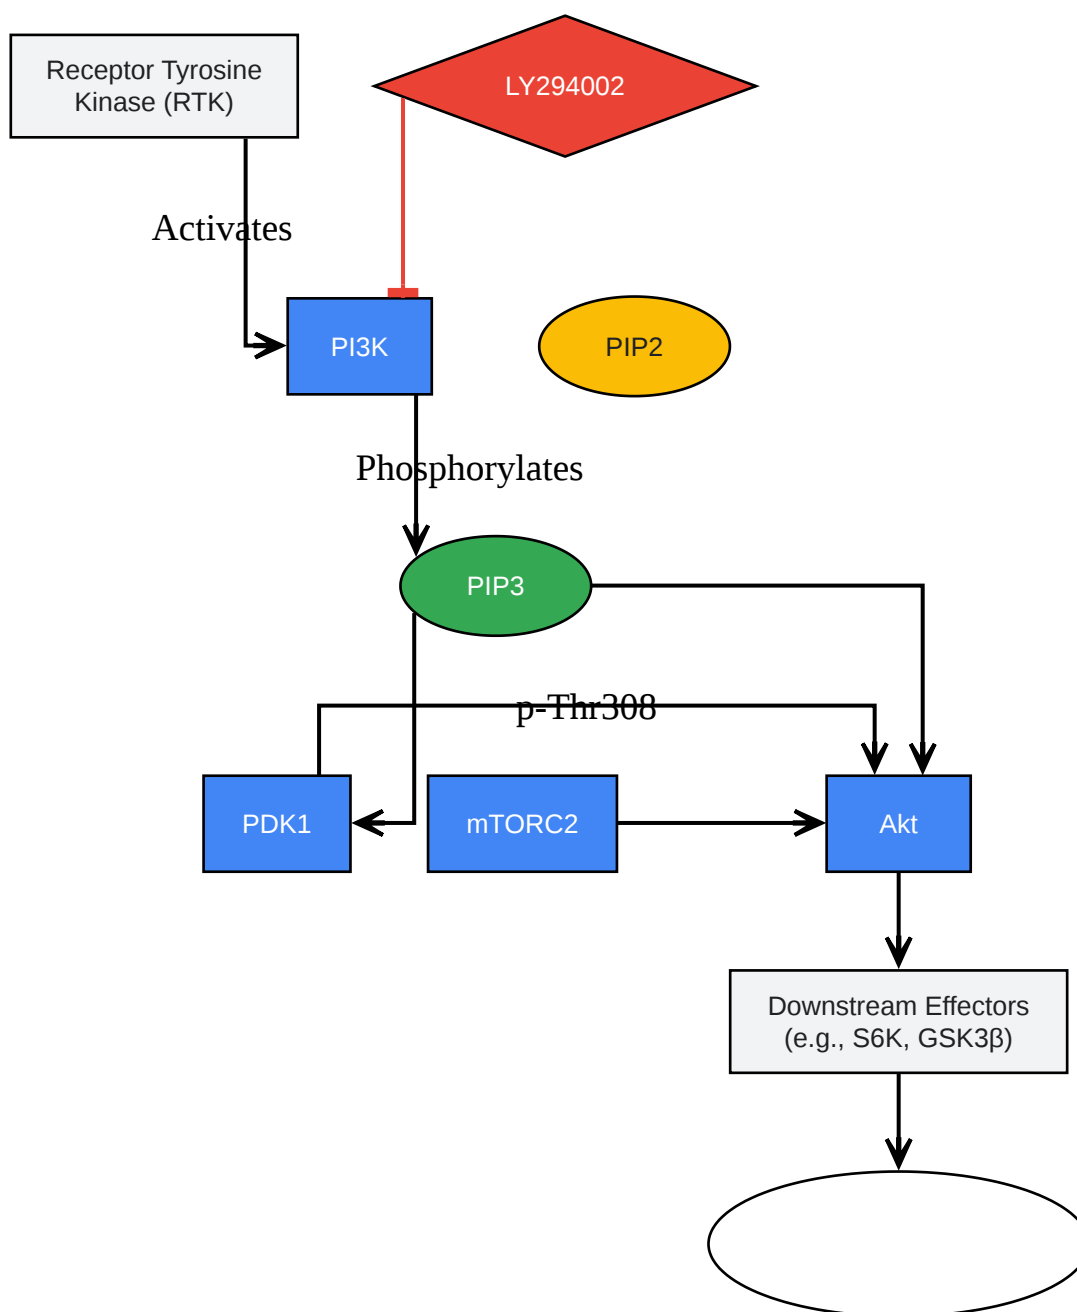 Receptor Tyrosine
Kinase (RTK)
LY294002
Activates
PI3K
PIP2
Phosphorylates
PIP3
p-Thr308
PDK1
mTORC2
Akt
Downstream Effectors
(e.g., S6K, GSK3β)